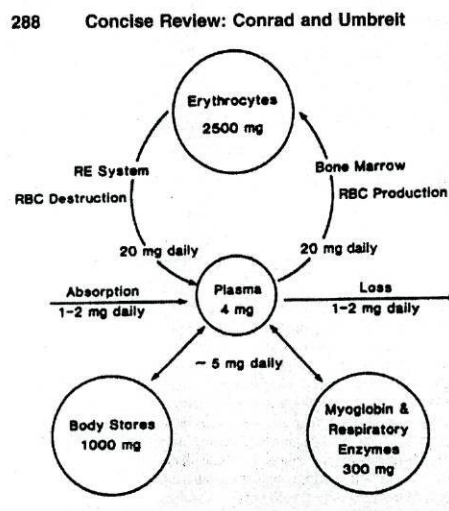 288 Concise Review: Conrad and Umbreit
Erythrocytes
2500 mg
RE System
RBC Destruction
Bone Marrow
RBC Production
20 mg daily
20 mg daily
Absorption
1-2 mg daily
Plasma
4 mg
Loss
1-2 mg daily
~ 5 mg daily
Body Stores
1000 mg
Myoglobin &
Respiratory
Enzymes
300 mg